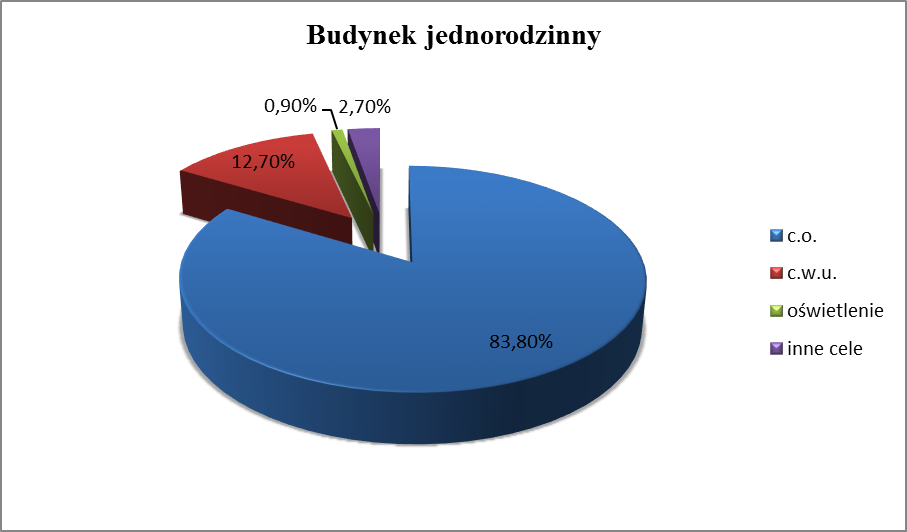 Budynek jednorodzinny
0,90%
2,70%
12,70%
83,80%
c.o.
c.w.u.
oświetlenie
inne cele